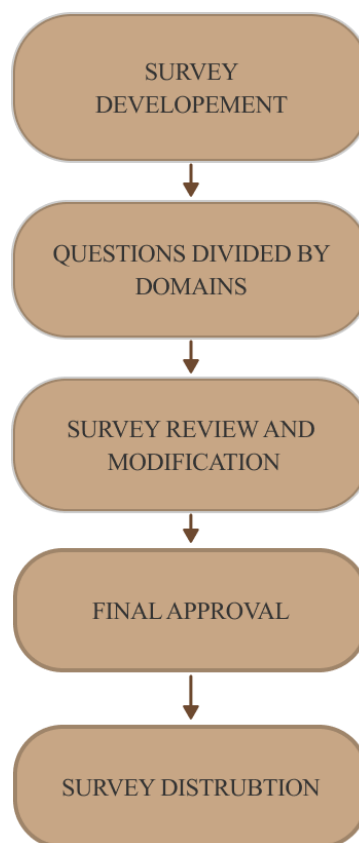 SURVEY
DEVELOPEMENT
QUESTIONS DIVIDED BY
DOMAINS
SURVEY REVIEW AND
MODIFICATION
FINAL APPROVAL
SURVEY DISTRUBTION